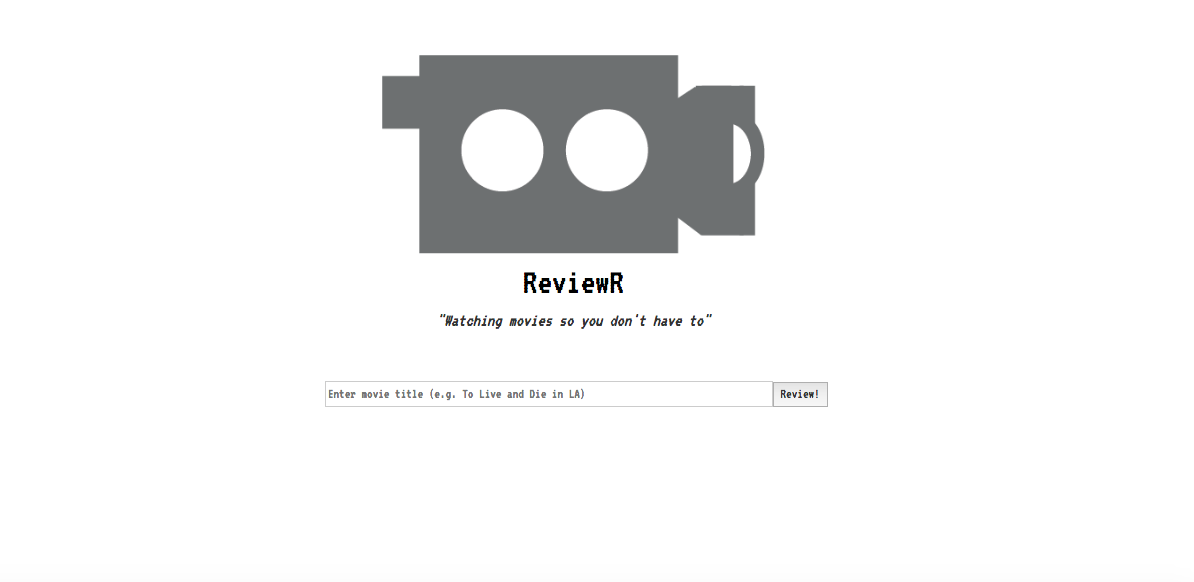 ReviewR
"Watching movies so you don't have to"
Enter movie title (e.g. To Live and Die in LA)
Review!